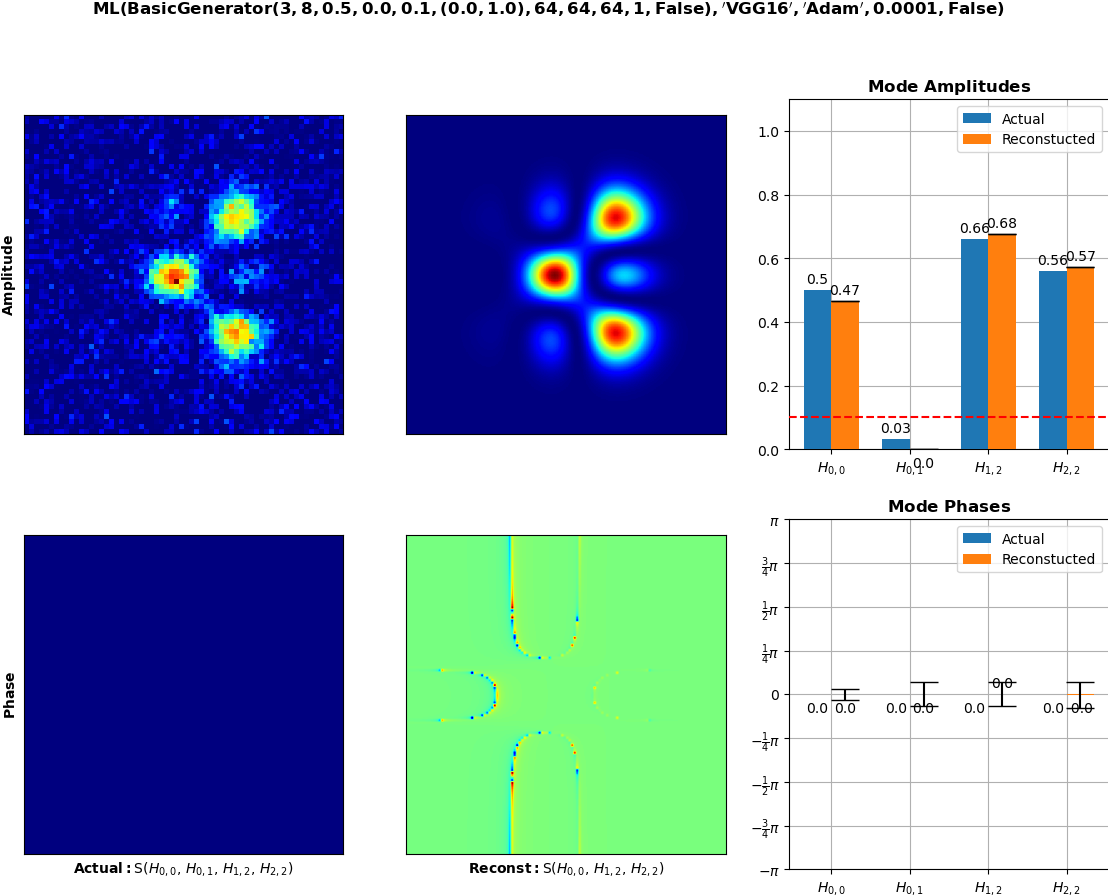 ML(BasicGenerator(3, 8, 0.5, 0.0, 0.1, (0.0, 1.0), 64, 64, 64, 1, False), ′VGG16′, ′Adam′, 0.0001, False)
Amplitude
Mode Amplitudes
Actual
Reconstucted
1.0
0.8
0.6
0.4
0.2
0.0
0.5
0.47
0.03
0.0
0.66
0.68
0.56
0.57
H0,0
H0,1
H1,2
H2,2
Phase
Actual: S(H0,0, H0,1, H1,2, H2,2)
Reconst: S(H0,0, H1,2, H2,2)
Mode Phases
Actual
Reconstucted
π
3/4π
1/2π
1/4π
0
−1/4π
−1/2π
−3/4π
−π
0.0
0.0
0.0
0.0
0.0
0.0
0.0
0.0
H0,0
H0,1
H1,2
H2,2